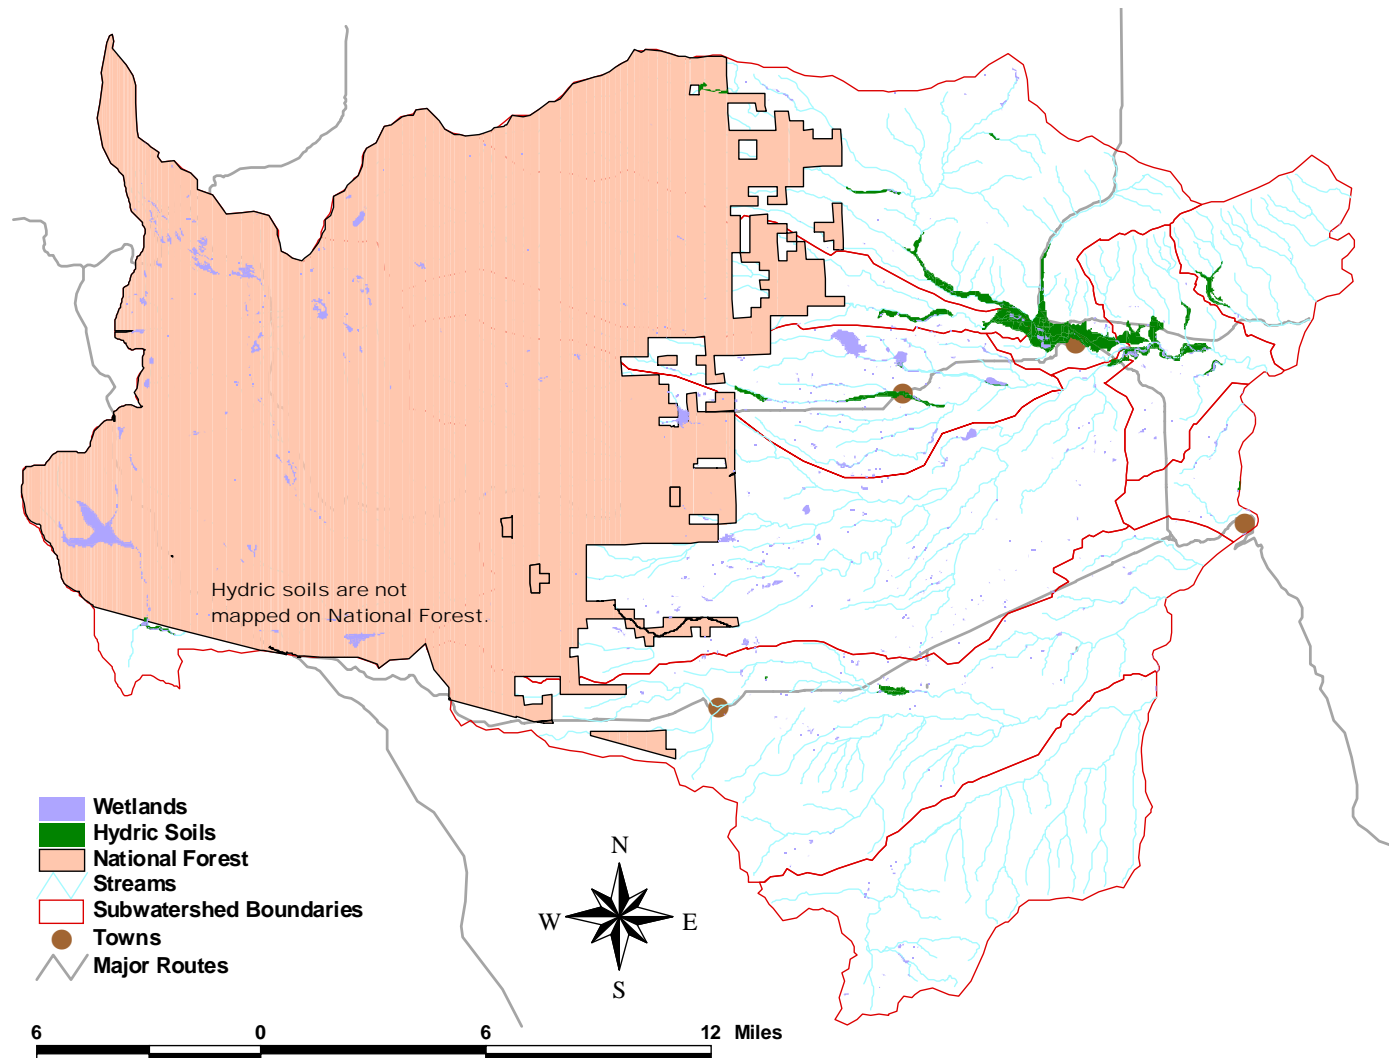 Hydric soils are not
mapped on National Forest.
Wetlands
Hydric Soils
National Forest
Streams
Subwatershed Boundaries
Towns
Major Routes
N
W E
S
6 0 6 12 Miles